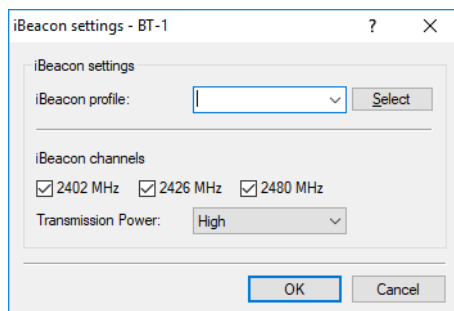 iBeacon settings - BT-1 ?
iBeacon settings
iBeacon profile: Select
iBeacon channels
2402 MHz 2426 MHz 2480 MHz
Transmission Power: High
OK Cancel